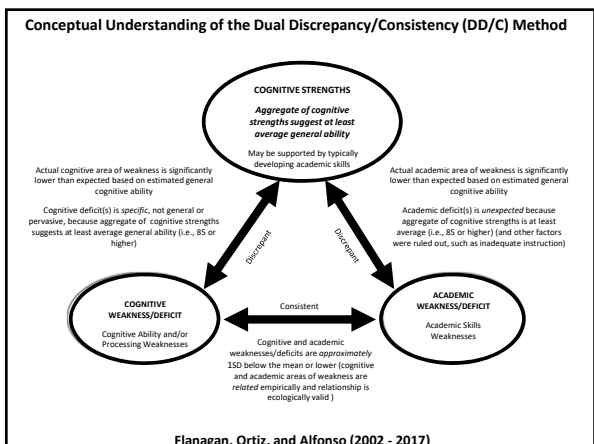 Conceptual Understanding of the Dual Discrepancy/Consistency (DD/C) Method
COGNITIVE STRENGTHS
Aggregate of cognitive
strengths suggest at least
average general ability
May be supported by typically
developing academic skills
Actual cognitive area of weakness is significantly
lower than expected based on estimated general
cognitive ability
Cognitive deficit(s) is specific, not general or
pervasive, because aggregate of cognitive strengths
suggests at least average general ability (i.e., 85 or
higher)
Actual academic area of weakness is significantly
lower than expected based on estimated general
cognitive ability
Academic deficit(s) is unexpected because
aggregate of cognitive strengths is at least
average (i.e., 85 or higher) (and other factors
were ruled out, such as inadequate instruction)
Discrepant
Discrepant
COGNITIVE
WEAKNESS/DEFICIT
Cognitive Ability and/or
Processing Weaknesses
Consistent
ACADEMIC
WEAKNESS/DEFICIT
Academic Skills
Weaknesses
Cognitive and academic
weaknesses/deficits are approximately
1SD below the mean or lower (cognitive
and academic areas of weakness are
related empirically and relationship is
ecologically valid )
Flanagan, Ortiz, and Alfonso (2002 - 2017)